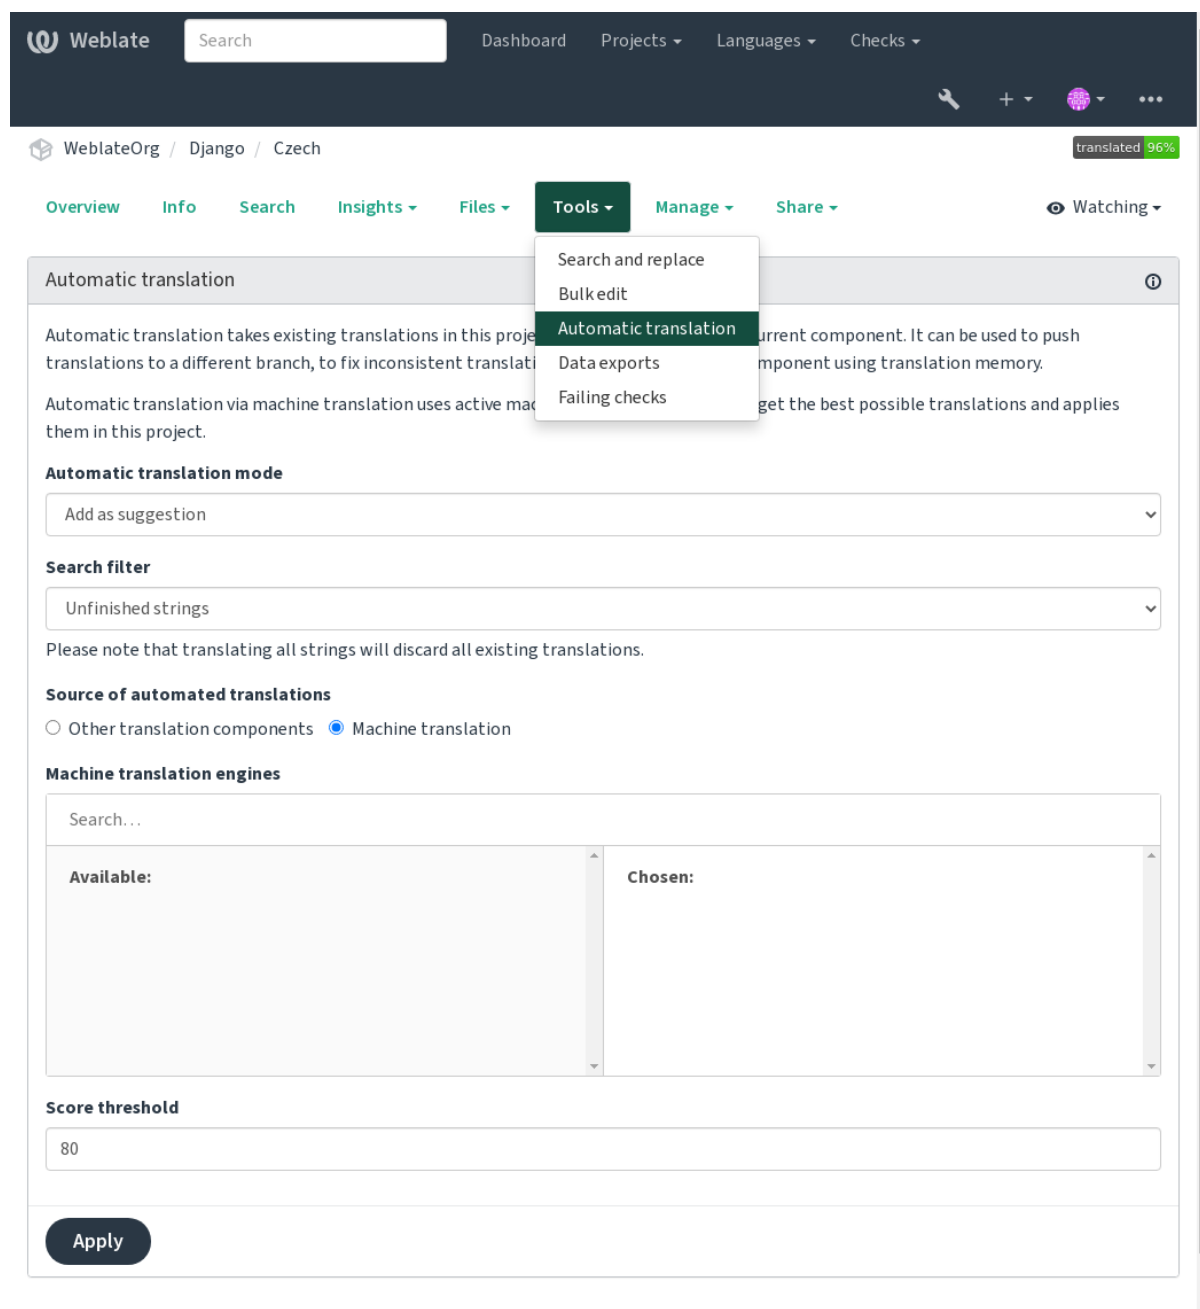 Weblate
Search
Dashboard
Projects
Languages
Checks
WeblateOrg / Django / Czech
translated 96%
Overview
Info
Search
Insights
Files
Tools
Manage
Share
Watching
Search and replace
Bulk edit
Automatic translation
Data exports
Failing checks
Automatic translation
Automatic translation takes existing translations in this proje urrent component. It can be used to push
translations to a different branch, to fix inconsistent translati mponent using translation memory.
Automatic translation via machine translation uses active mac get the best possible translations and applies
them in this project.
Automatic translation mode
Add as suggestion
Search filter
Unfinished strings
Please note that translating all strings will discard all existing translations.
Source of automated translations
Other translation components
Machine translation
Machine translation engines
Search…
Available:
Chosen:
Score threshold
80
Apply